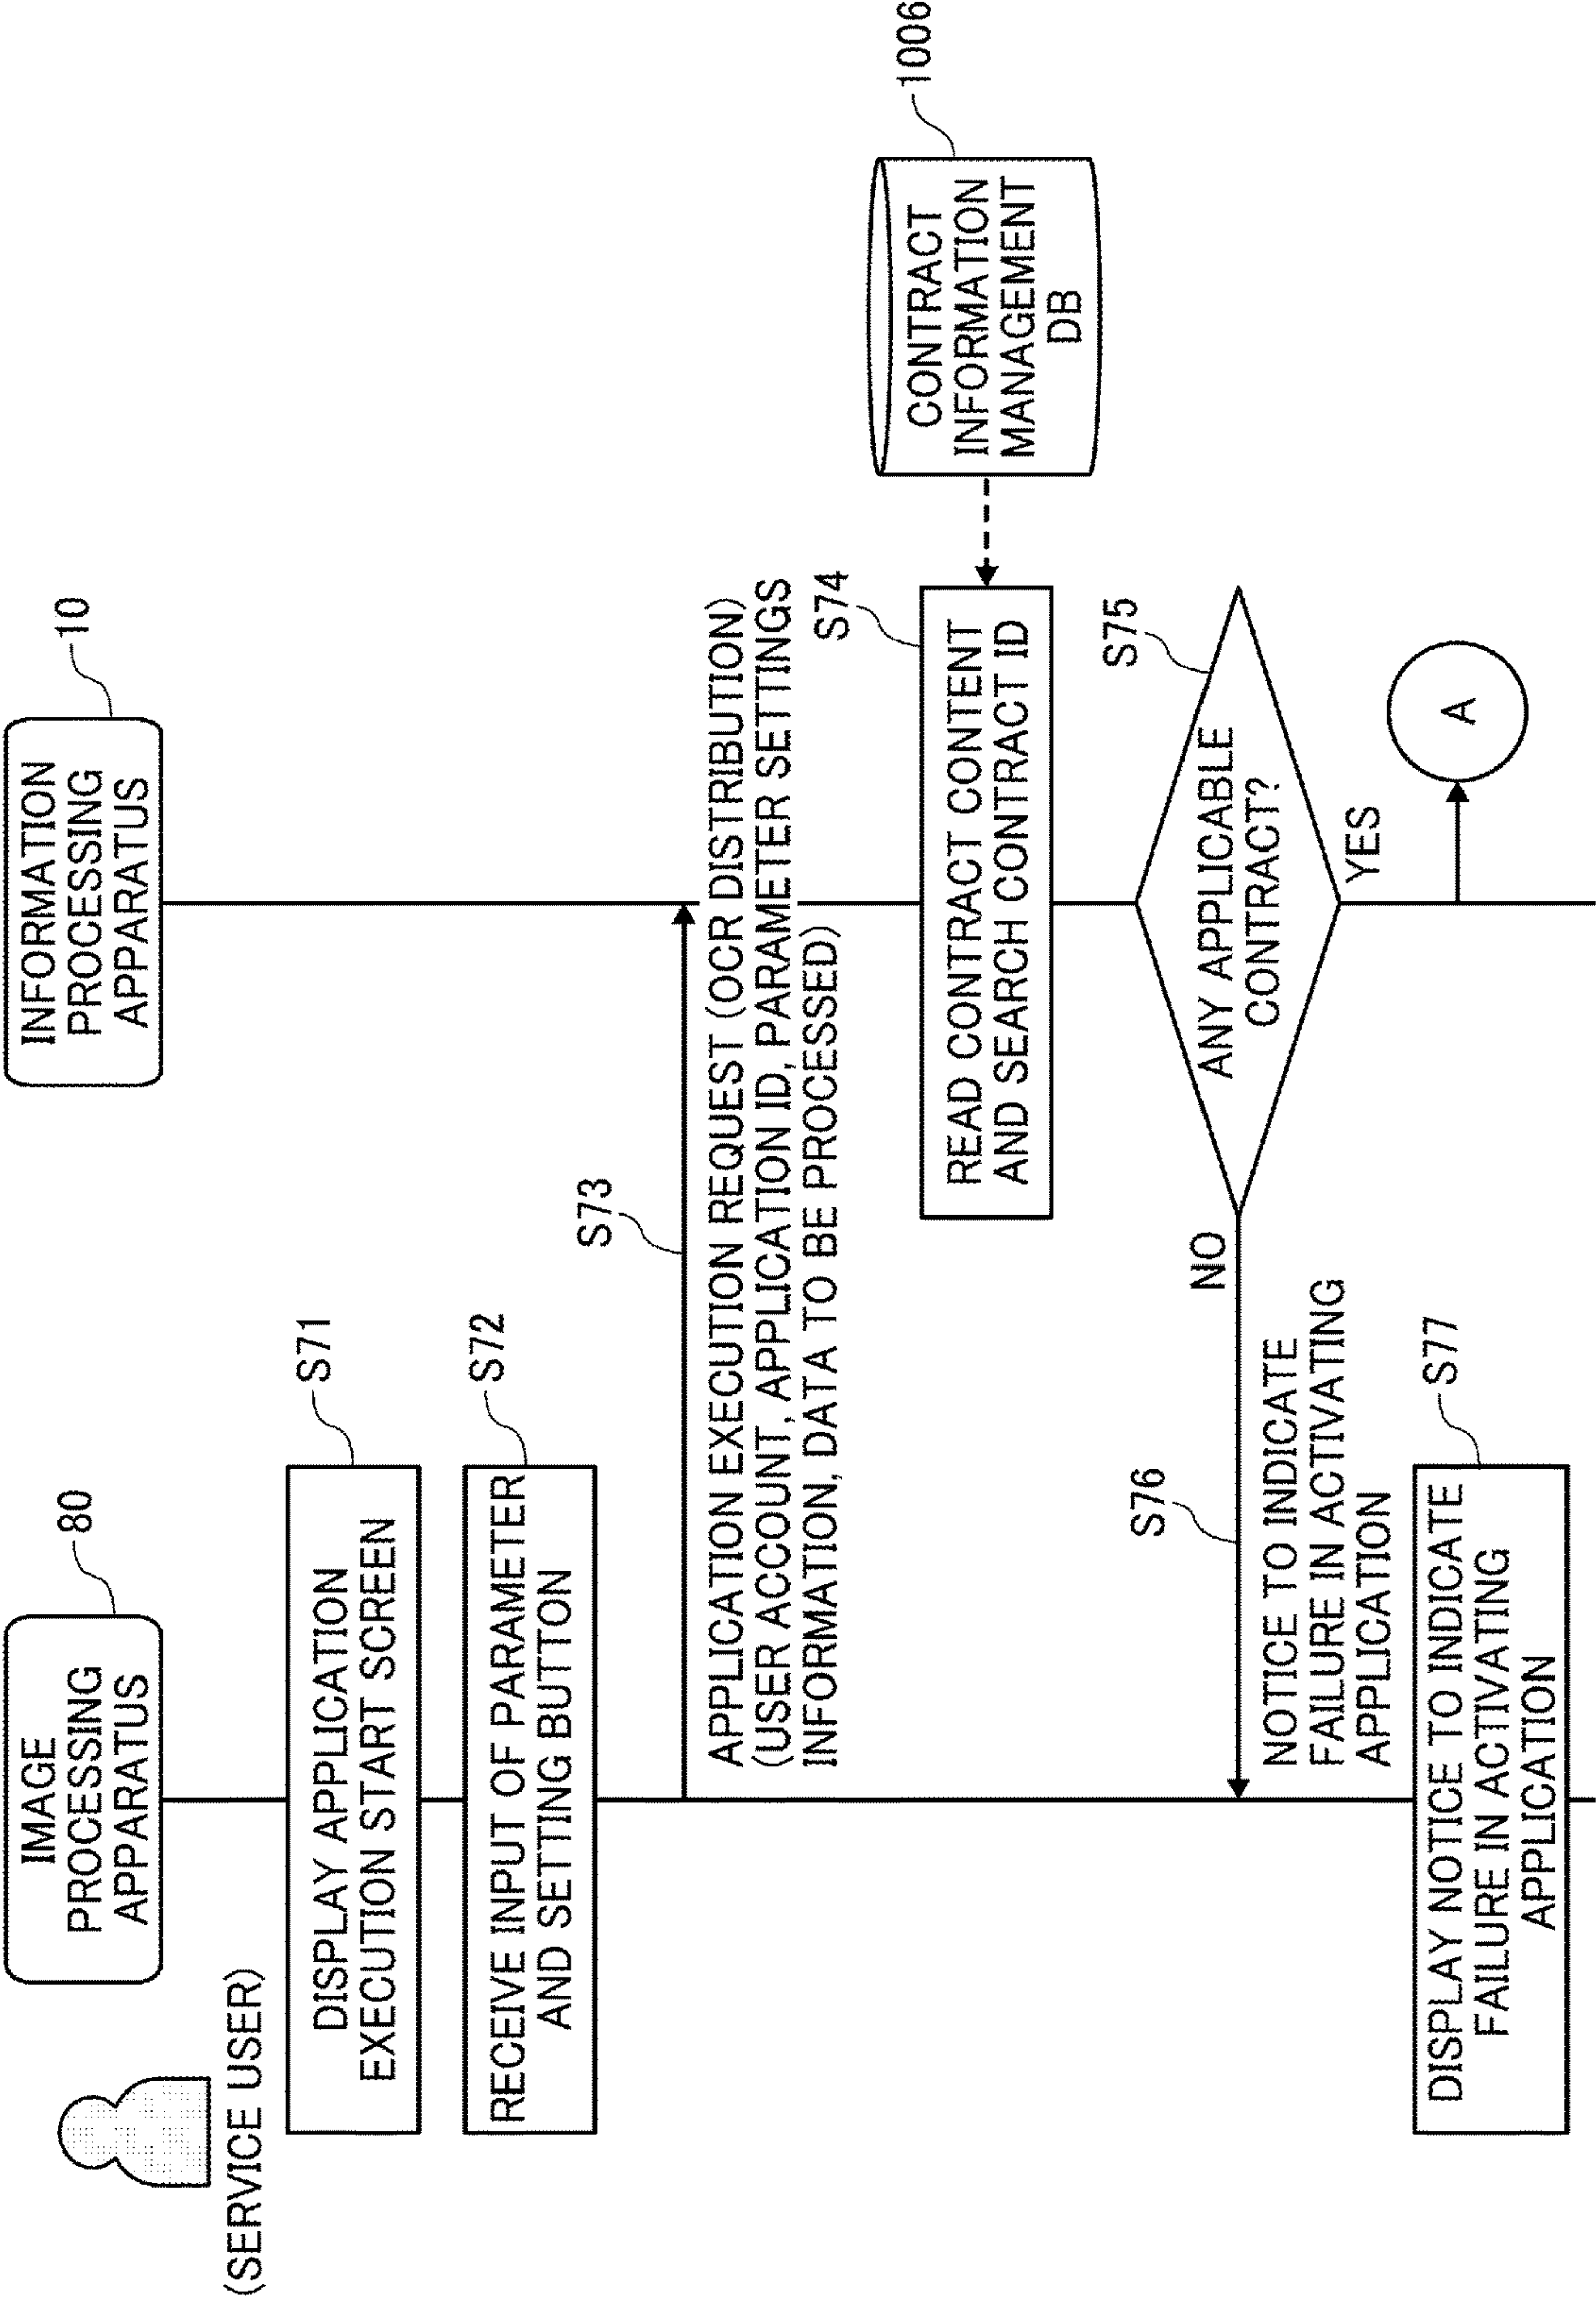 (SERVICE USER)
IMAGE
PROCESSING
APPARATUS
80
INFORMATION
PROCESSING
APPARATUS
10
DISPLAY APPLICATION
EXECUTION START SCREEN
S71
RECEIVE INPUT OF PARAMETER
AND SETTING BUTTON
S72
S73
APPLICATION EXECUTION REQUEST (OCR DISTRIBUTION)
(USER ACCOUNT, APPLICATION ID, PARAMETER SETTINGS
INFORMATION, DATA TO BE PROCESSED)
S74
READ CONTRACT CONTENT
AND SEARCH CONTRACT ID
CONTRACT
INFORMATION
MANAGEMENT
DB
1006
S75
ANY APPLICABLE
CONTRACT?
NO
YES
A
S76
NOTICE TO INDICATE
FAILURE IN ACTIVATING
APPLICATION
S77
DISPLAY NOTICE TO INDICATE
FAILURE IN ACTIVATING
APPLICATION